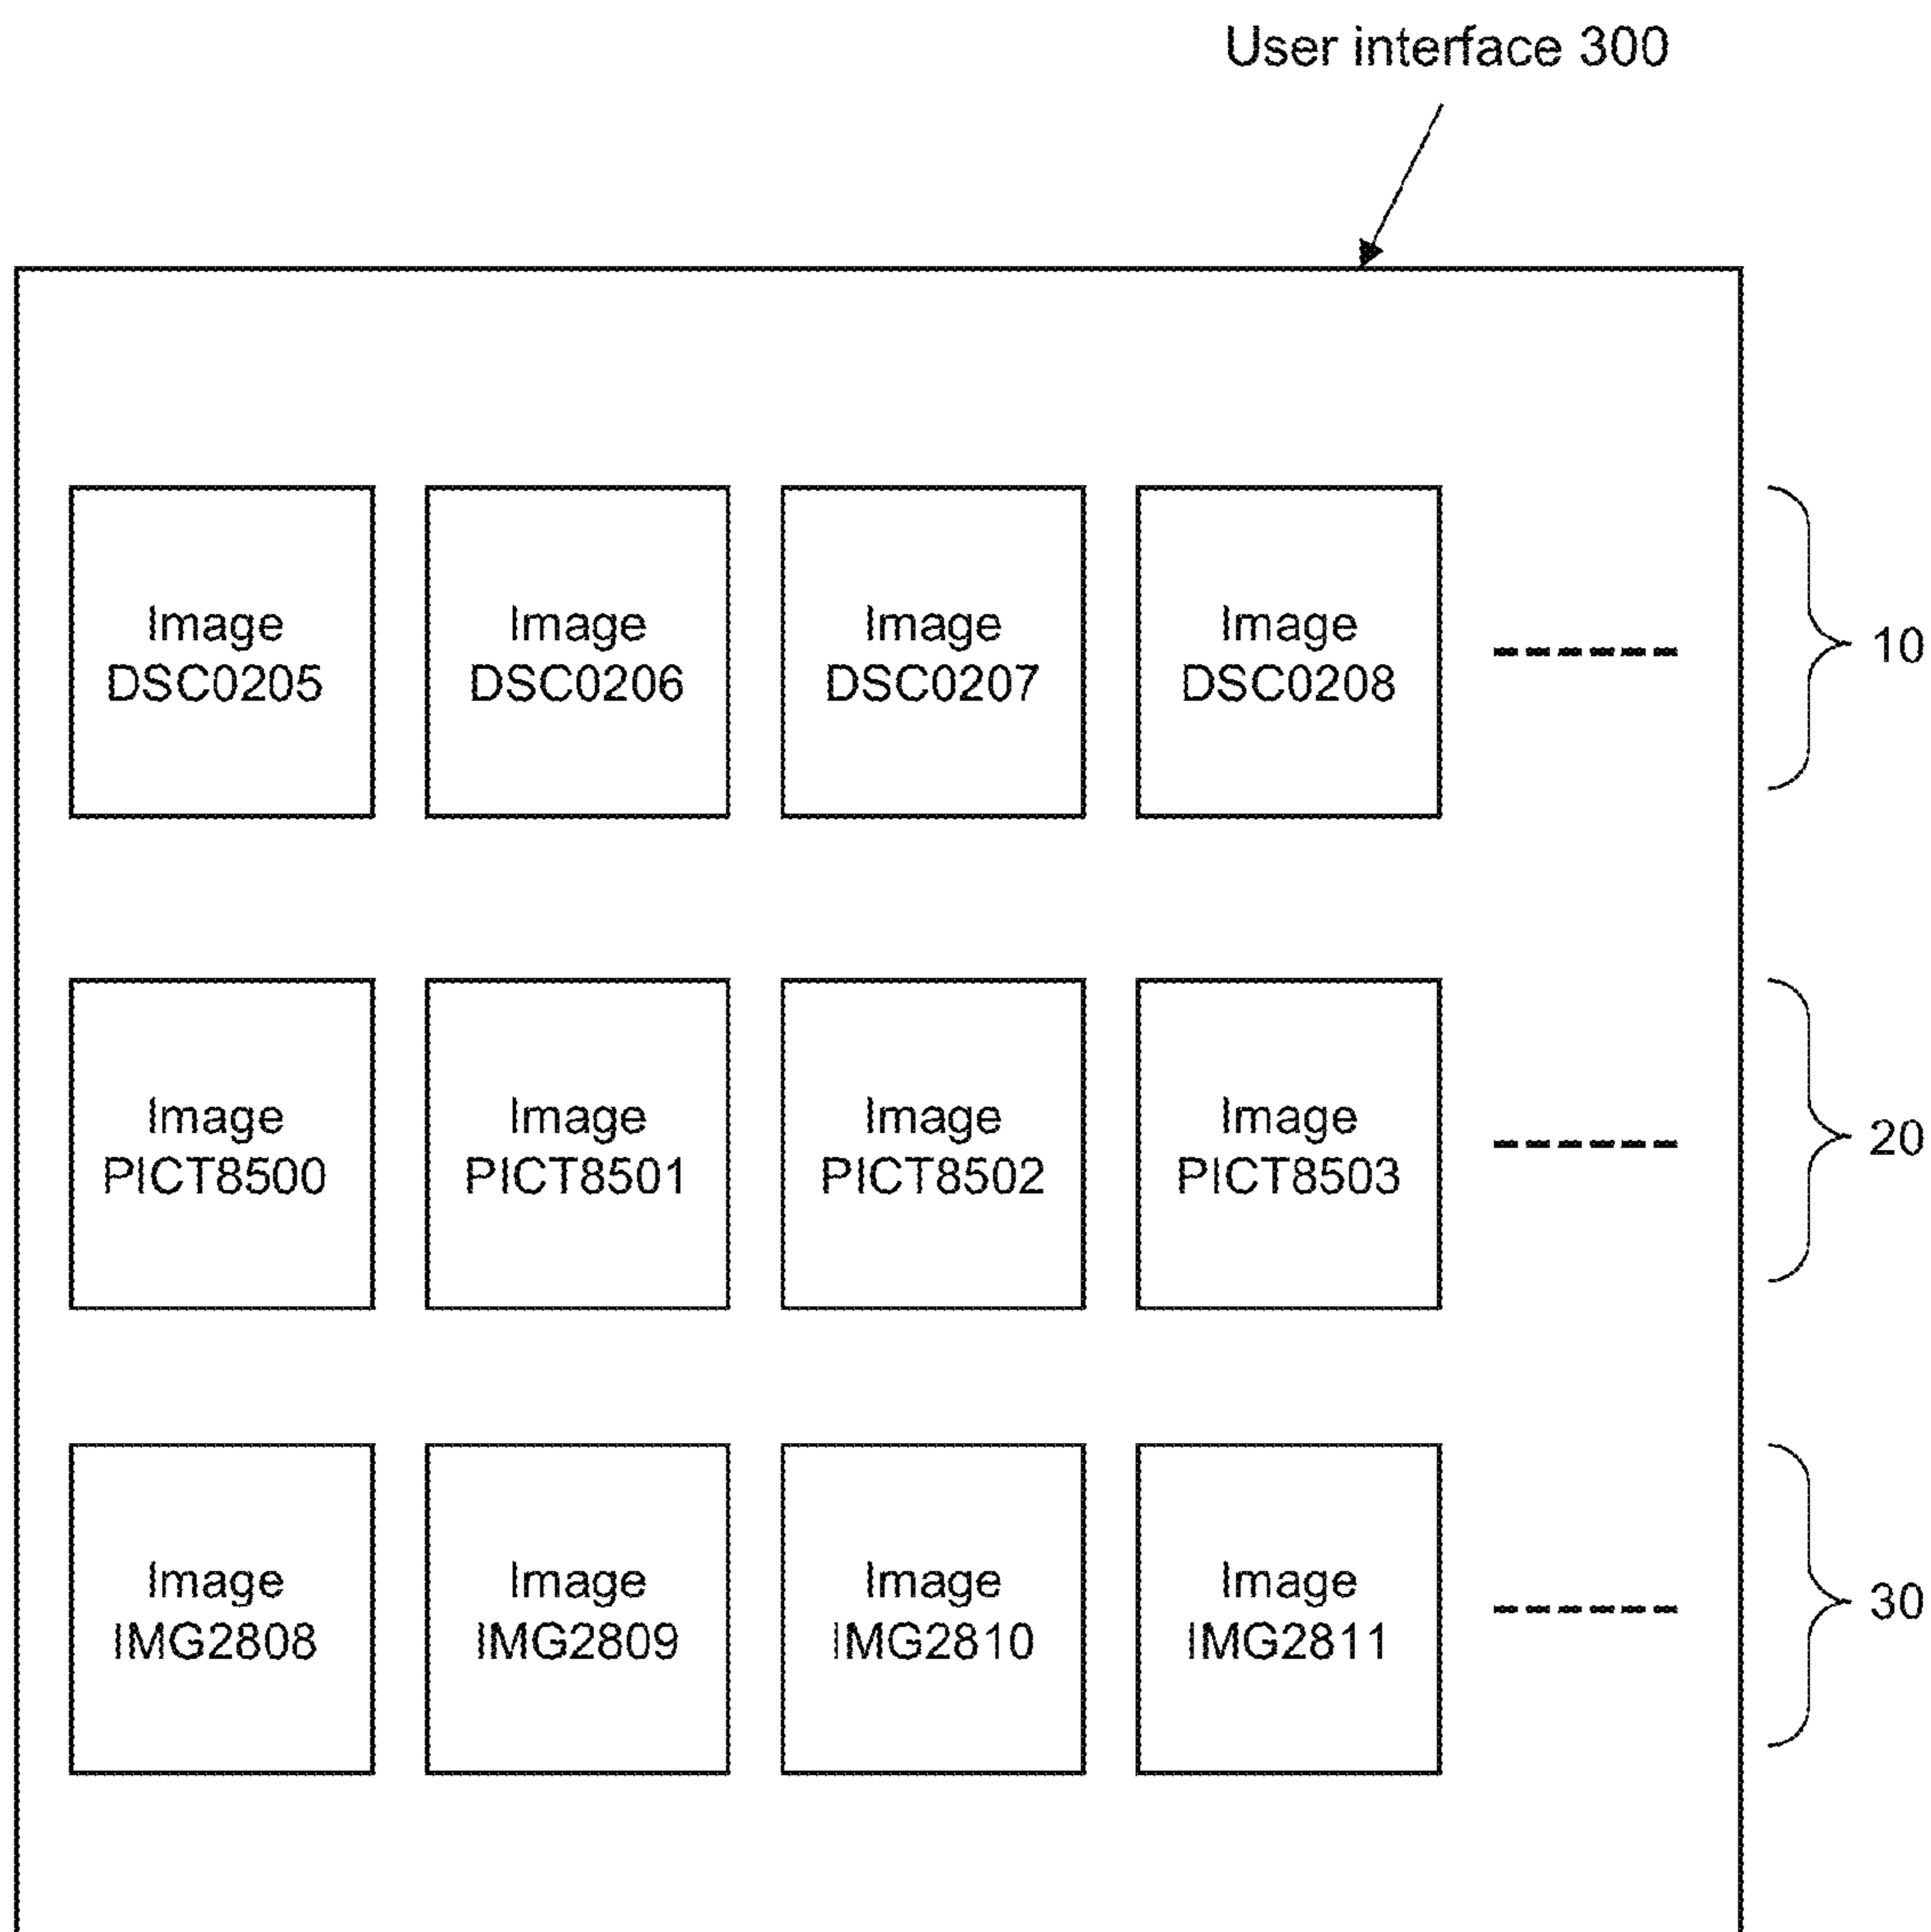 User interface 300
Image
DSC0205
Image
DSC0206
Image
DSC0207
Image
DSC0208
10
Image
PICT8500
Image
PICT8501
Image
PICT8502
Image
PICT8503
20
Image
IMG2808
Image
IMG2809
Image
IMG2810
Image
IMG2811
30